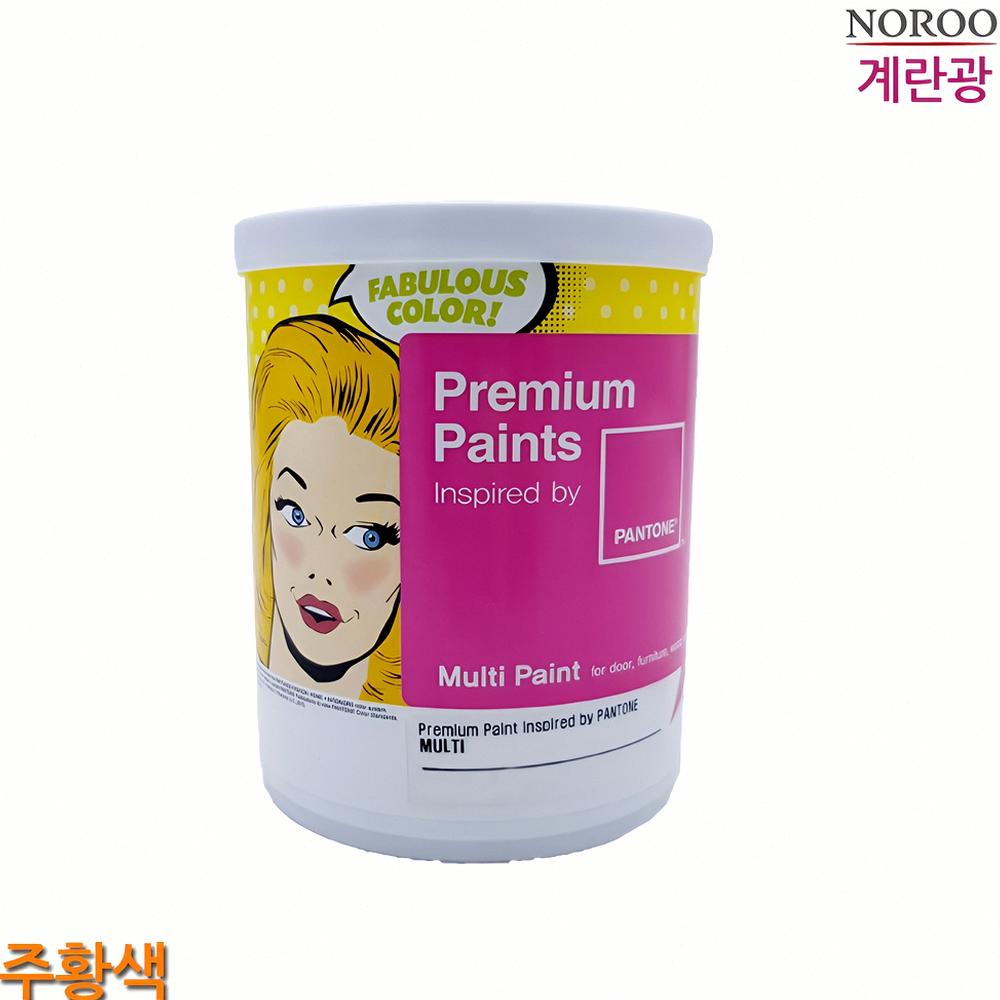 NOROO
계란광
FABULOUS
COLOR!
Premium
Paints
Inspired by
PANTONE®
Multi Paint for door, furniture,
Premium Paint Inspired by PANTONE
MULTI
주황색